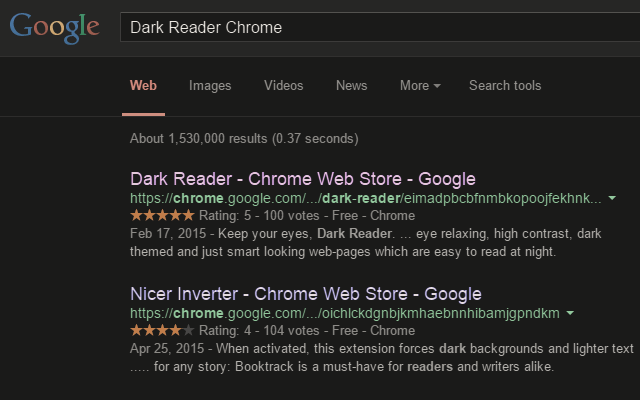 Google
Dark Reader Chrome
Web Images Videos News More Search tools
About 1,530,000 results (0.37 seconds)
Dark Reader - Chrome Web Store - Google
https://chrome.google.com/.../dark-reader/eimadpbcbfnmbkopoojfekhnk...
Rating: 5 - 100 votes - Free - Chrome
Feb 17, 2015 - Keep your eyes, Dark Reader. ... eye relaxing, high contrast, dark
themed and just smart looking web-pages which are easy to read at night.
Nicer Inverter - Chrome Web Store - Google
https://chrome.google.com/.../oichlckdgnbjkmhaebnnhibamjgpndkm
Rating: 4 - 104 votes - Free - Chrome
Apr 25, 2015 - When activated, this extension forces dark backgrounds and lighter text
..... for any story: Booktrack is a must-have for readers and writers alike.